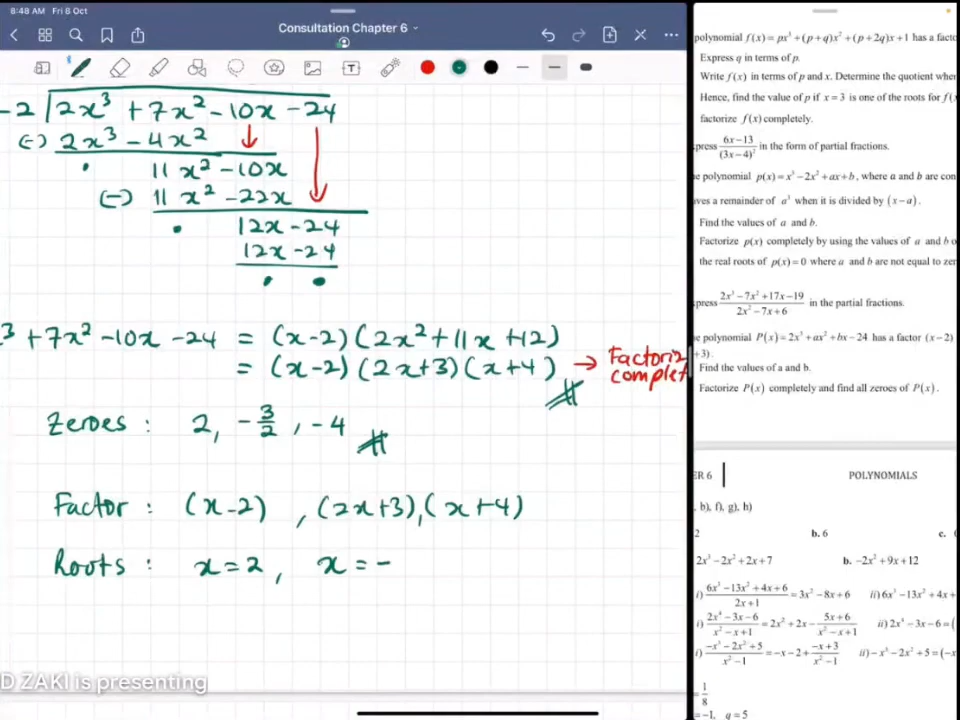 8:48 AM Fri 8 Oct
Consultation Chapter 6
-2 | 2x³ + 7x² - 10x - 24
(-) 2x³ - 4x²
11x² - 10x
(-) 11x² - 22x
12x - 24
12x - 24
³ + 7x² - 10x - 24 = (x-2)(2x² + 11x + 12)
= (x-2)(2x+3)(x+4) → Factoriz
complet
Zeroes : 2, -3/2, -4
Factor : (x-2) , (2x+3), (x+4)
Roots : x = 2, x = -
D ZAKI is presenting
polynomial f(x) = px³ + (p+q)x² + (p+2q)x + 1 has a facto
Express q in terms of p.
Write f(x) in terms of p and x. Determine the quotient whe
Hence, find the value of p if x = 3 is one of the roots for f(
factorize f(x) completely.
press (6x-13)/(3x-4)² in the form of partial fractions.
e polynomial p(x) = x³ - 2x² + ax + b, where a and b are con
ves a remainder of a³ when it is divided by (x-a).
Find the values of a and b.
Factorize p(x) completely by using the values of a and b o
the real roots of p(x) = 0 where a and b are not equal to zer
press (2x³ - 7x² + 17x - 19)/(2x² - 7x + 6) in the partial fractions.
e polynomial P(x) = 2x³ + ax² + bx - 24 has a factor (x-2)
+3).
Find the values of a and b.
Factorize P(x) completely and find all zeroes of P(x).
ER 6 POLYNOMIALS
, b), f), g), h)
2 b. 6 c.
2x³ - 2x² + 2x + 7 b. -2x² + 9x + 12
i) (6x³ - 13x² + 4x + 6)/(2x+1) = 3x² - 8x + 6 ii) 6x³ - 13x² + 4x +
i) (2x⁴ - 3x - 6)/(x² - x + 1) = 2x² + 2x - (5x+6)/(x² - x + 1) ii) 2x⁴ - 3x - 6 = (
i) (-x³ - 2x² + 5)/(x² - 1) = -x - 2 + (-x+3)/(x² - 1) ii) -x³ - 2x² + 5 = (-x
= 1/8
= -1, q = 5